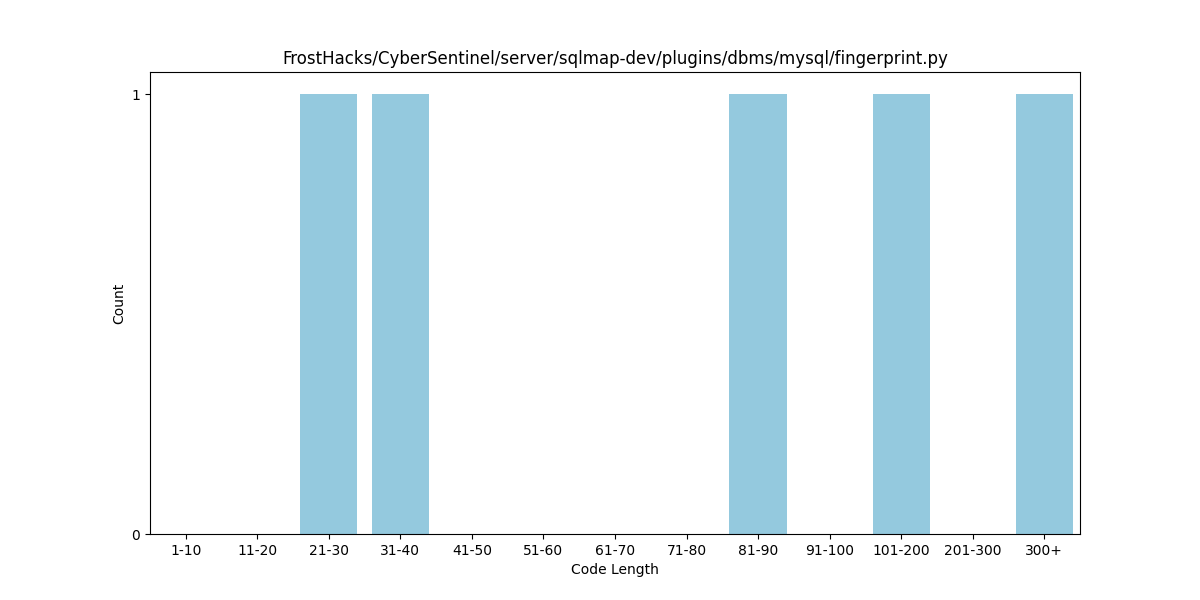 FrostHacks/CyberSentinel/server/sqlmap-dev/plugins/dbms/mysql/fingerprint.py
Count
1
0
1-10 11-20 21-30 31-40 41-50 51-60 61-70 71-80 81-90 91-100 101-200 201-300 300+
Code Length